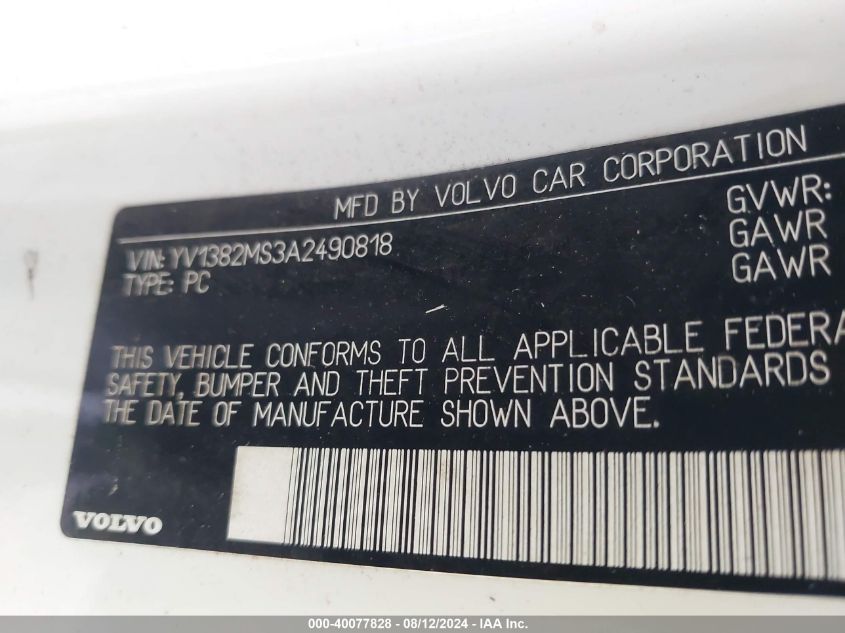 MFD BY VOLVO CAR CORPORATION
VIN: YV1382MS3A2490818
TYPE: PC
GVWR:
GAWR
GAWR
THIS VEHICLE CONFORMS TO ALL APPLICABLE FEDERA
SAFETY, BUMPER AND THEFT PREVENTION STANDARDS
THE DATE OF MANUFACTURE SHOWN ABOVE.
VOLVO
000-40077828 - 08/12/2024 - IAA Inc.